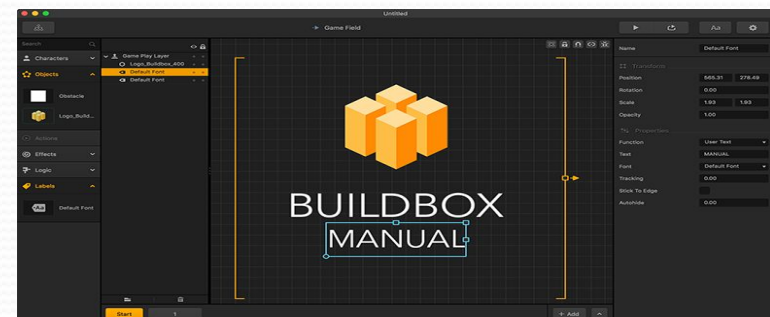 Untitled
Game Field
Aa
Search
Characters
Objects
Obstacle
Logo_Build...
Actions
Effects
Logic
Labels
Aa
Default Font
Game Play Layer
Logo_Buildbox_400
Default Font
Default Font
BUILDBOX
MANUAL
Start
1
+ Add
Name Default Font
Transform
Position 565.31 278.49
Rotation 0.00
Scale 1.93 1.93
Opacity 1.00
Properties
Function User Text
Text MANUAL
Font Default Font
Tracking 0.00
Stick To Edge
Autohide 0.00